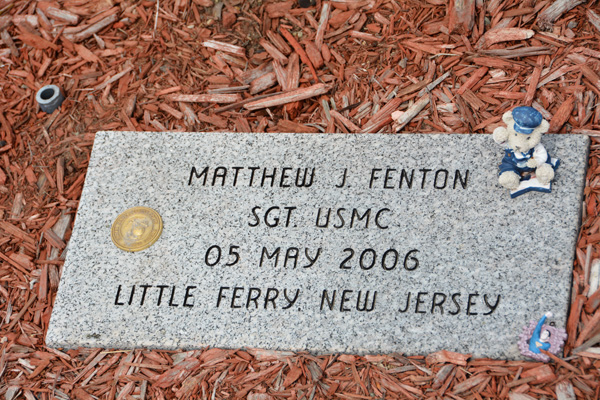 MATTHEW J. FENTON
SGT. USMC
05 MAY 2006
LITTLE FERRY, NEW JERSEY